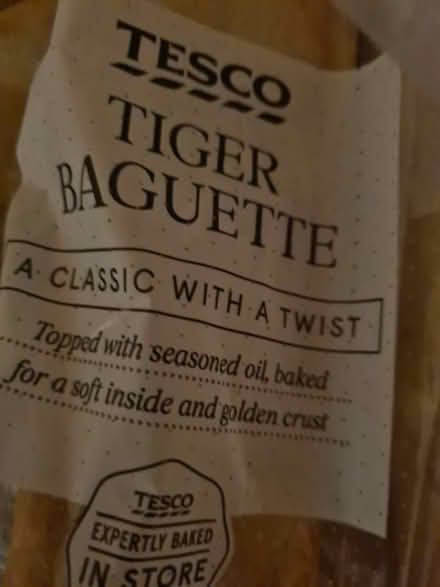 TESCO
TIGER
BAGUETTE
A CLASSIC WITH A TWIST
Topped with seasoned oil, baked
for a soft inside and golden crust
TESCO
EXPERTLY BAKED
IN STORE